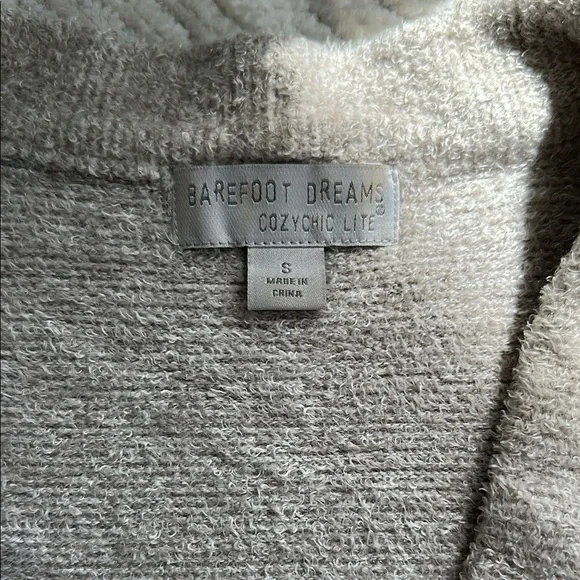 BAREFOOT DREAMS®
COZYCHIC LITE
S
MADE IN
CHINA